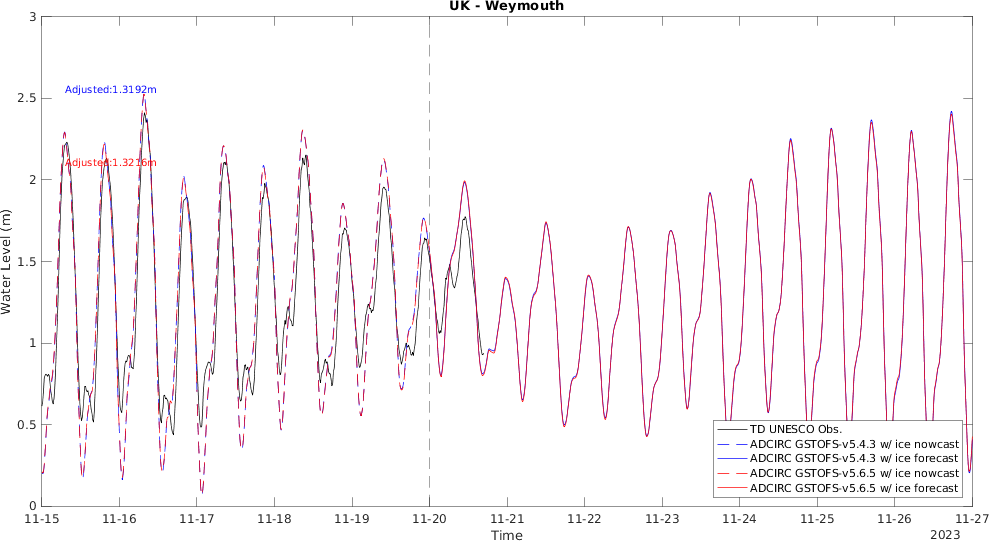 UK - Weymouth
Water Level (m)
3
2.5
2
1.5
1
0.5
0
Adjusted:1.3192m
Adjusted:1.3216m
TD UNESCO Obs.
ADCIRC GSTOFS-v5.4.3 w/ ice nowcast
ADCIRC GSTOFS-v5.4.3 w/ ice forecast
ADCIRC GSTOFS-v5.6.5 w/ ice nowcast
ADCIRC GSTOFS-v5.6.5 w/ ice forecast
11-15 11-16 11-17 11-18 11-19 11-20 11-21 11-22 11-23 11-24 11-25 11-26 11-27
Time
2023